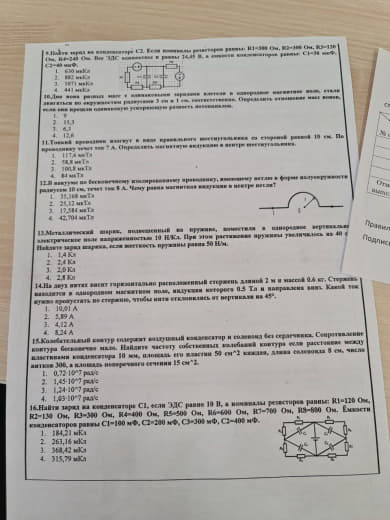 9.Найти заряд на конденсаторе C2. Если номиналы резисторов равны: R1=300 Ом, R2=300 Ом, R3=120
Ом, R4=240 Ом. Все ЭДС одинаковое и равны 24,45 В, а емкости конденсаторов равны: C1=36 мкФ,
C2=40 мкФ.
1. 630 мкКл
2. 882 мкКл
3. 1071 мкКл
4. 441 мкКл
10.Два иона разных масс с одинаковыми зарядами влетели в однородное магнитное поле, стали
двигаться по окружностям радиусами 3 см и 1 см, соответственно. Определить отношение масс ионов,
если они прошли одинаковую ускоряющую разность потенциалов.
1. 9
2. 15,3
3. 6,3
4. 12,6
11.Тонкий проводник изогнут в виде правильного шестиугольника со стороной равной 10 см. По
проводнику течет ток 7 А. Определить магнитную индукцию в центре шестиугольника.
1. 117,6 мкТл
2. 58,8 мкТл
3. 100,8 мкТл
4. 84 мкТл
12.В вакууме по бесконечному изолированному проводнику, имеющему петлю в форме полуокружности
радиусом 10 см, течет ток 8 А. Чему равна магнитная индукция в центре петли?
1. 35,168 мкТл
2. 25,12 мкТл
3. 17,584 мкТл
4. 42,704 мкТл
13.Металлический шарик, подвешенный на пружине, поместили в однородное вертикальное
электрическое поле напряженностью 10 Н/Кл. При этом растяжение пружины увеличилось на 40 с
Найдите заряд шарика, если жесткость пружины равна 50 Н/м.
1. 1,4 Кл
2. 2,4 Кл
3. 2,0 Кл
4. 2,8 Кл
14.На двух нитях висит горизонтально расположенный стержень длиной 2 м и массой 0.6 кг. Стержень
находится в однородном магнитном поле, индукция которого 0.5 Тл и направлена вниз. Какой ток
нужно пропустить по стержню, чтобы нити отклонились от вертикали на 45°.
1. 10,01 А
2. 5,89 А
3. 4,12 А
4. 8,24 А
15.Колебательный контур содержит воздушный конденсатор и соленоид без сердечника. Сопротивление
контура бесконечно мало. Найдите частоту собственных колебаний контура если расстояние между
пластинами конденсатора 10 мм, площадь его пластин 50 см^2 каждая, длина соленоида 8 см, число
витков 300, а площадь поперечного сечения 15 см^2.
1. 0,72·10^7 рад/с
2. 1,45·10^7 рад/с
3. 1,24·10^7 рад/с
4. 1,03·10^7 рад/с
16.Найти заряд на конденсаторе C1, если ЭДС равно 10 В, а номиналы резисторов равны: R1=120 Ом,
R2=130 Ом, R3=300 Ом, R4=400 Ом, R5=500 Ом, R6=600 Ом, R7=700 Ом, R8=800 Ом. Ёмкости
конденсаторов равны C1=100 мФ, C2=200 мФ, C3=300 мФ, C2=400 мФ.
1. 184,21 мКл
2. 263,16 мКл
3. 368,42 мКл
4. 315,79 мКл
Правил
Подпись